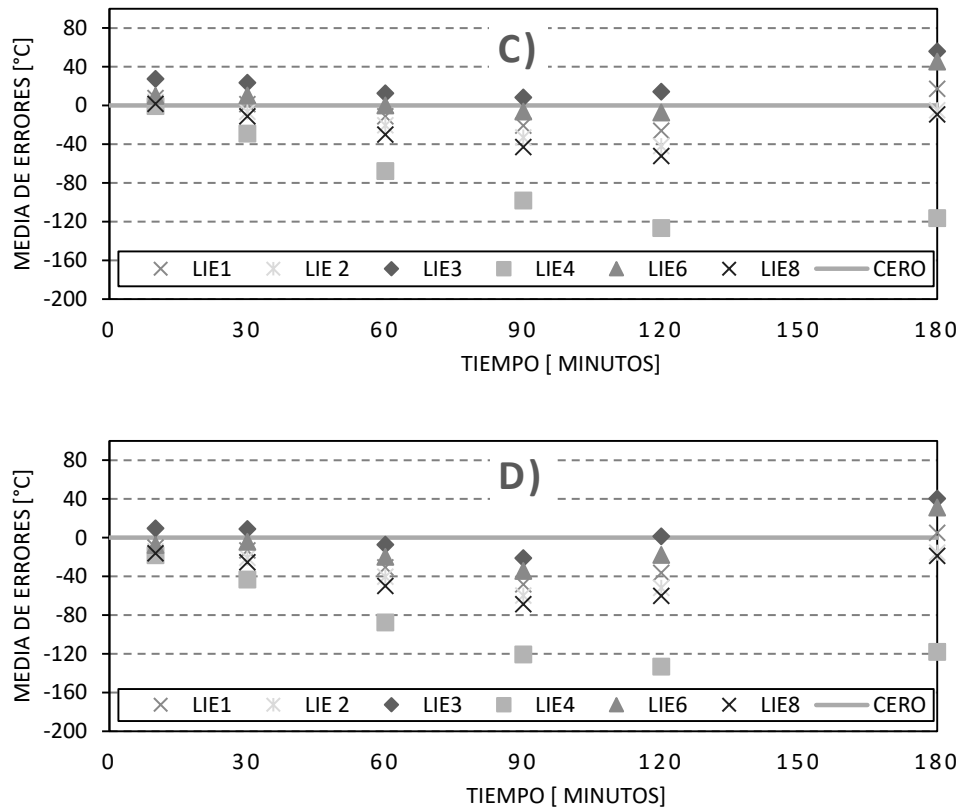 C)
MEDIA DE ERRORES [°C]
80
40
0
-40
-80
-120
-160
-200
LIE1 LIE 2 LIE3 LIE4 LIE6 LIE8 CERO
0 30 60 90 120 150 180
TIEMPO [ MINUTOS]
D)
MEDIA DE ERRORES [°C]
80
40
0
-40
-80
-120
-160
-200
LIE1 LIE 2 LIE3 LIE4 LIE6 LIE8 CERO
0 30 60 90 120 150 180
TIEMPO [ MINUTOS]